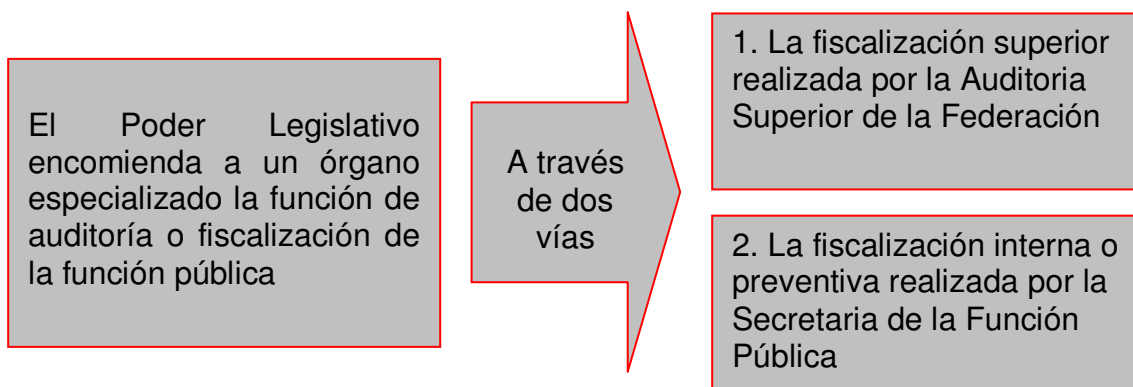 El Poder Legislativo
encomienda a un órgano
especializado la función de
auditoría o fiscalización de
la función pública
A través
de dos
vías
1. La fiscalización superior
realizada por la Auditoria
Superior de la Federación
2. La fiscalización interna o
preventiva realizada por la
Secretaria de la Función
Pública